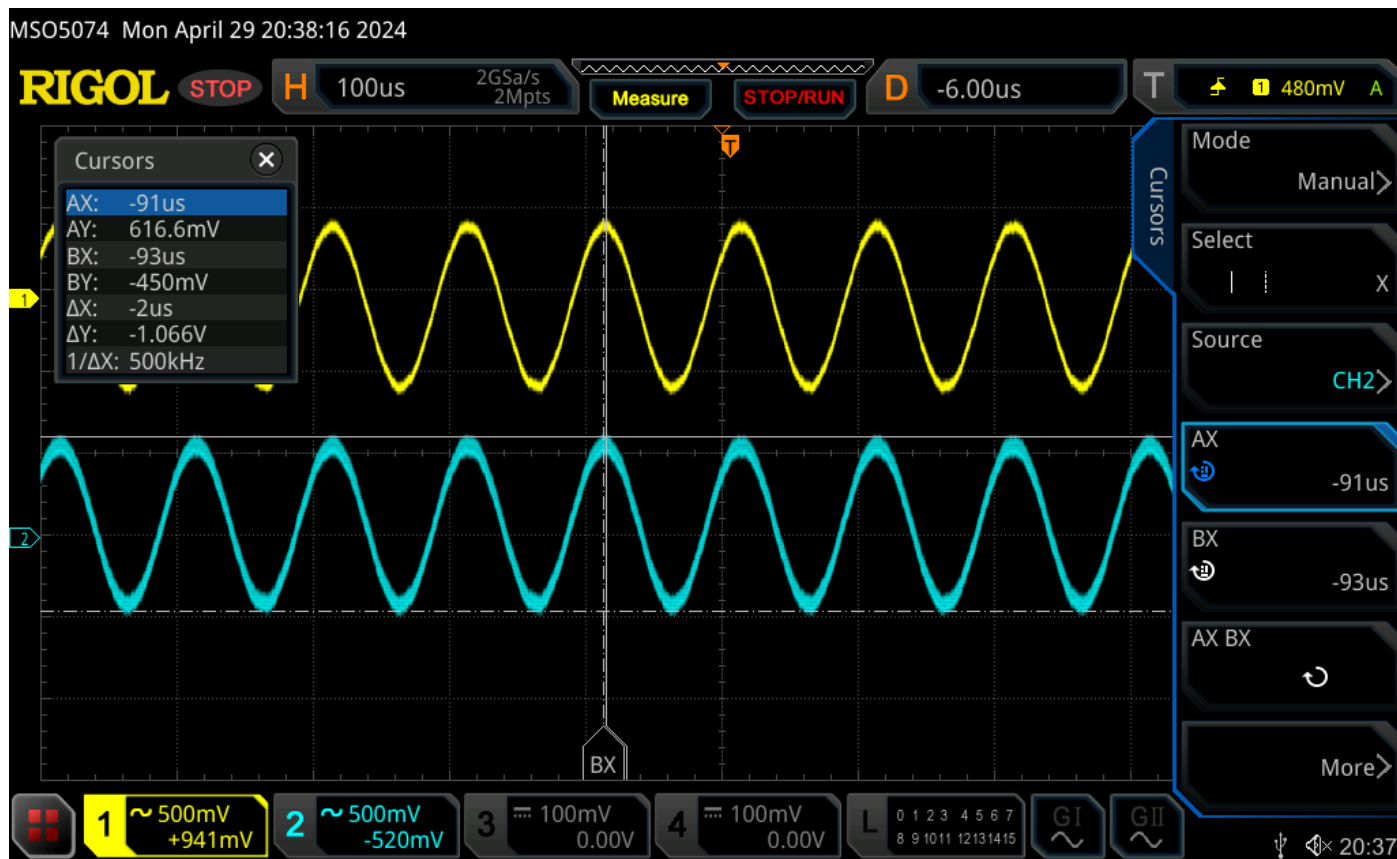 MSO5074 Mon April 29 20:38:16 2024
RIGOL STOP H 100us 2GSa/s 2Mpts Measure STOP/RUN D -6.00us T 1 480mV A
T
Cursors
AX: -91us
AY: 616.6mV
BX: -93us
BY: -450mV
ΔX: -2us
ΔY: -1.066V
1/ΔX: 500kHz
1
2
BX
Cursors
Mode
Manual
Select
X
Source
CH2
AX
-91us
BX
-93us
AX BX
More
1 500mV
+941mV
2 500mV
-520mV
3 100mV
0.00V
4 100mV
0.00V
L 0 1 2 3 4 5 6 7
8 9 10 11 12 13 14 15
GI
GII
20:37